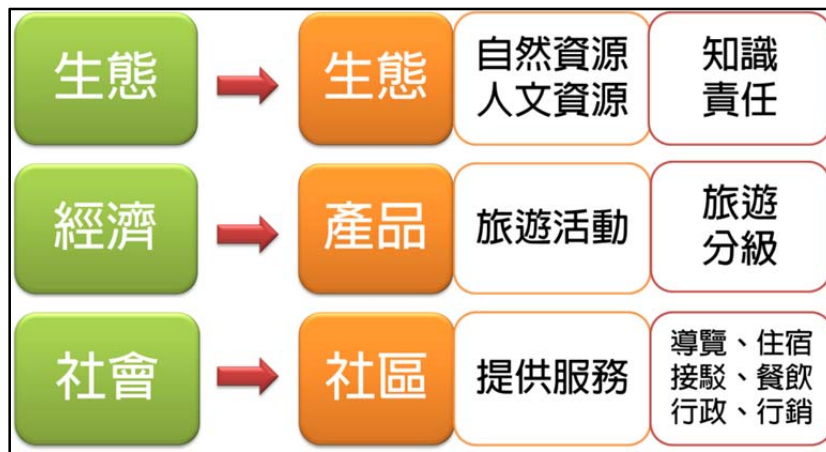 生態
生態
自然資源
人文資源
知識
責任
經濟
產品
旅遊活動
旅遊
分級
社會
社區
提供服務
導覽、住宿
接駁、餐飲
行政、行銷